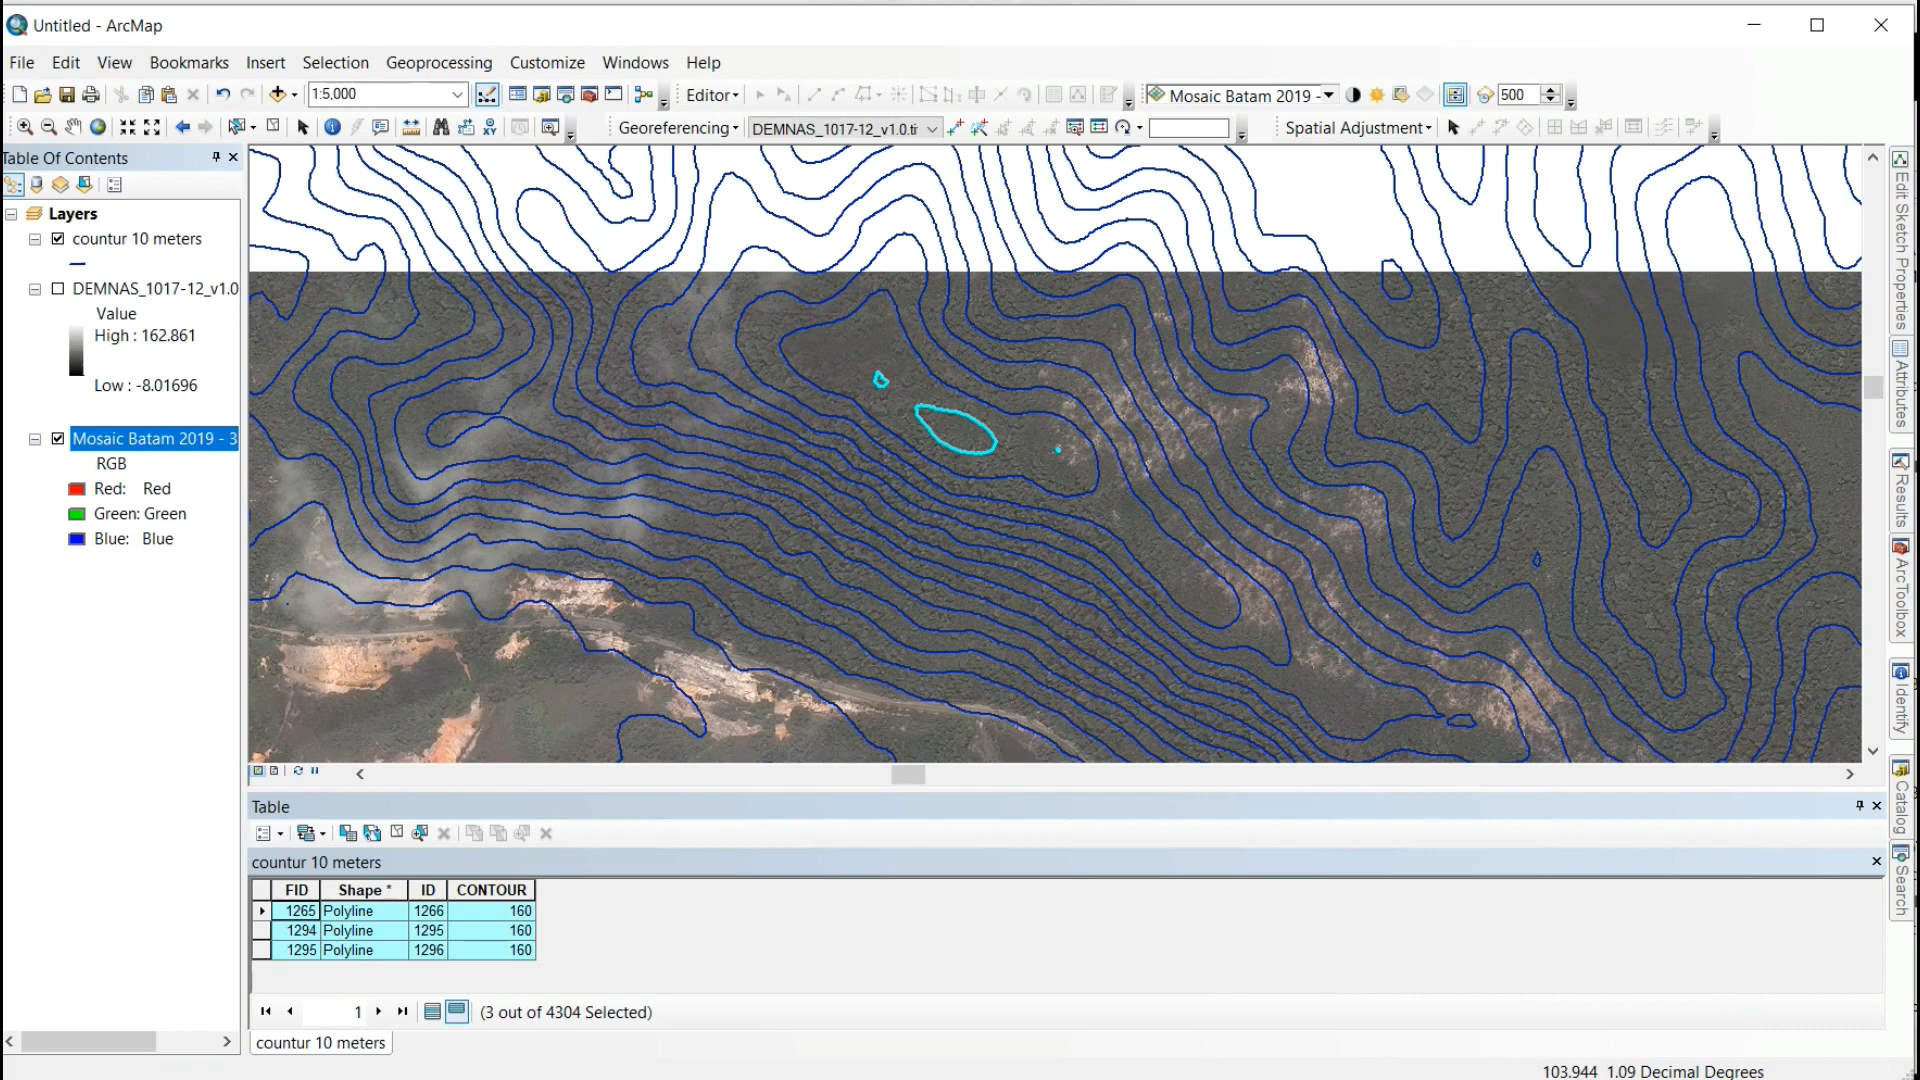 Untitled - ArcMap
File Edit View Bookmarks Insert Selection Geoprocessing Customize Windows Help
1:5,000 Editor Mosaic Batam 2019 - 500
Georeferencing DEMNAS_1017-12_v1.0.ti Spatial Adjustment
Table Of Contents
Layers
countur 10 meters
DEMNAS_1017-12_v1.0
Value
High : 162.861
Low : -8.01696
Mosaic Batam 2019 - 3
RGB
Red: Red
Green: Green
Blue: Blue
Edit Sketch Properties
Attributes
Results
ArcToolbox
Identify
Catalog
Search
Table
countur 10 meters
FID Shape * ID CONTOUR
1265 Polyline 1266 160
1294 Polyline 1295 160
1295 Polyline 1296 160
1 (3 out of 4304 Selected)
countur 10 meters
103.944 1.09 Decimal Degrees